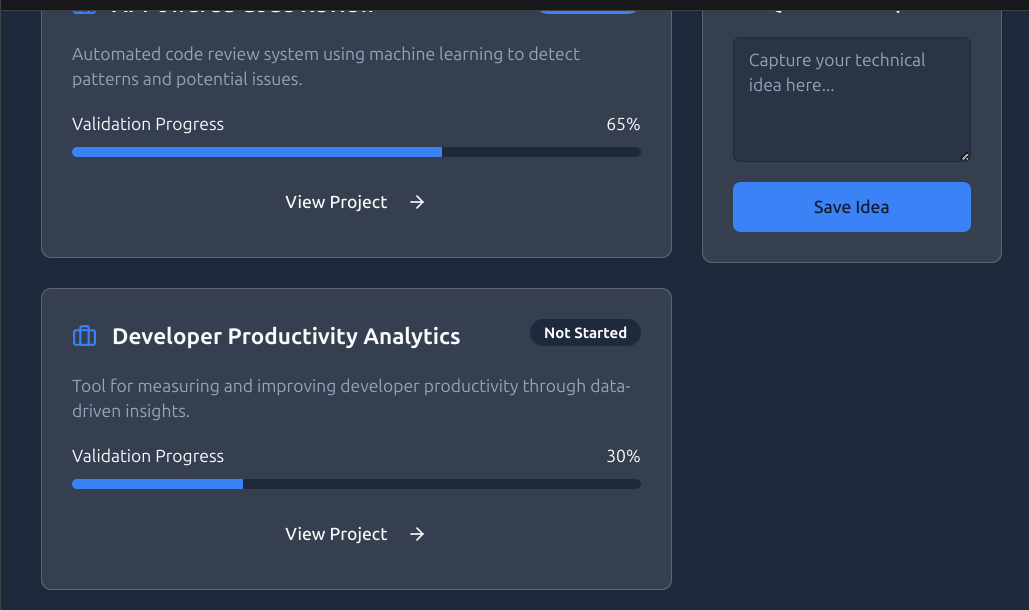 Automated code review system using machine learning to detect
patterns and potential issues.
Validation Progress 65%
View Project
Developer Productivity Analytics
Not Started
Tool for measuring and improving developer productivity through data-
driven insights.
Validation Progress 30%
View Project
Capture your technical
idea here...
Save Idea